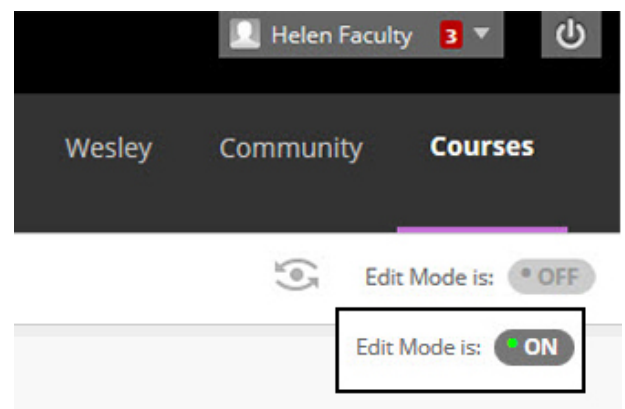 Helen Faculty 3
Wesley Community Courses
Edit Mode is: OFF
Edit Mode is: ON